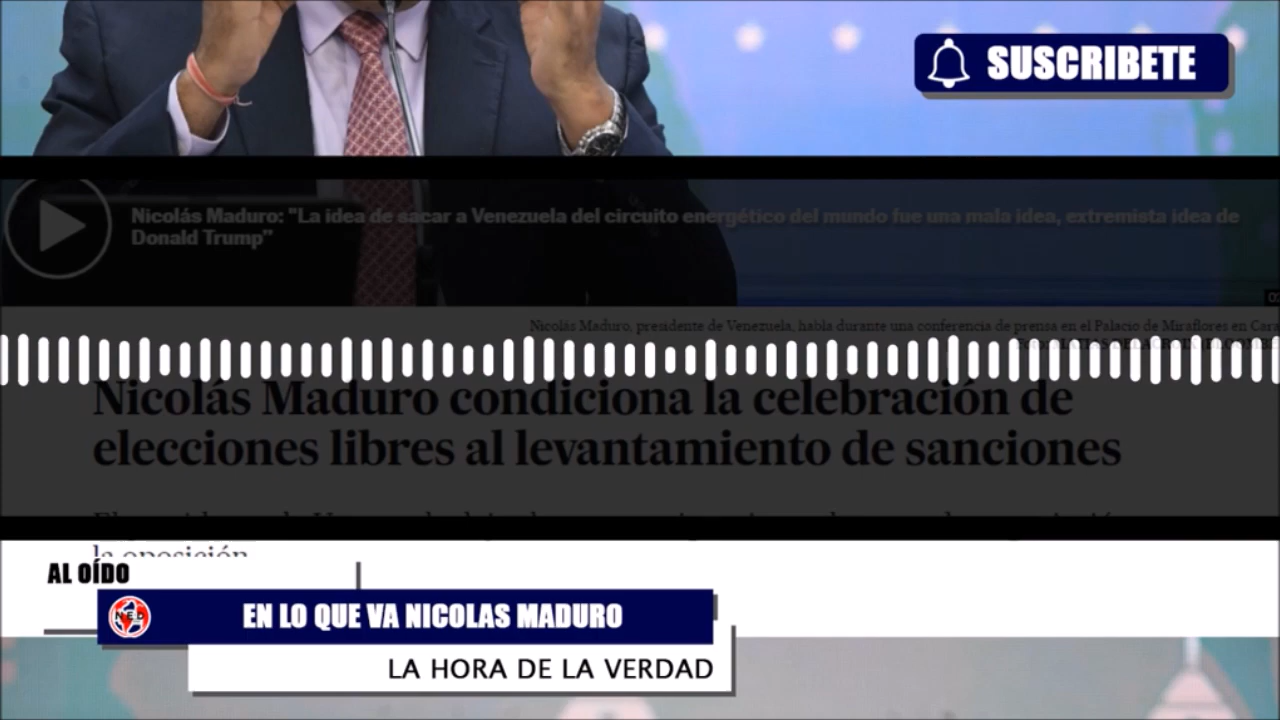 SUSCRIBETE
Nicolás Maduro: "La idea de sacar a Venezuela del circuito energético del mundo fue una mala idea, extremista idea de
Donald Trump"
Nicolás Maduro, presidente de Venezuela, habla durante una conferencia de prensa en el Palacio de Miraflores en
Nicolás Maduro condiciona la celebración de
elecciones libres al levantamiento de sanciones
la oposición
AL OÍDO
NED
EN LO QUE VA NICOLAS MADURO
LA HORA DE LA VERDAD